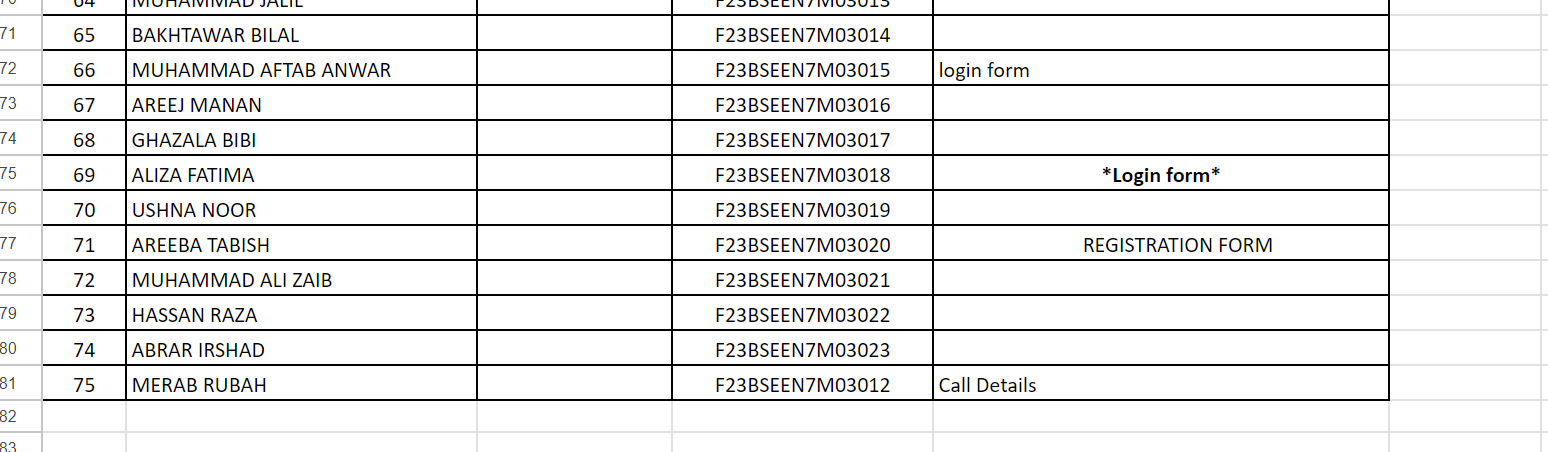 70 64 MUHAMMAD JALIL F23BSEEN7M03013
71 65 BAKHTAWAR BILAL F23BSEEN7M03014
72 66 MUHAMMAD AFTAB ANWAR F23BSEEN7M03015 login form
73 67 AREEJ MANAN F23BSEEN7M03016
74 68 GHAZALA BIBI F23BSEEN7M03017
75 69 ALIZA FATIMA F23BSEEN7M03018 *Login form*
76 70 USHNA NOOR F23BSEEN7M03019
77 71 AREEBA TABISH F23BSEEN7M03020 REGISTRATION FORM
78 72 MUHAMMAD ALI ZAIB F23BSEEN7M03021
79 73 HASSAN RAZA F23BSEEN7M03022
80 74 ABRAR IRSHAD F23BSEEN7M03023
81 75 MERAB RUBAH F23BSEEN7M03012 Call Details
82
83